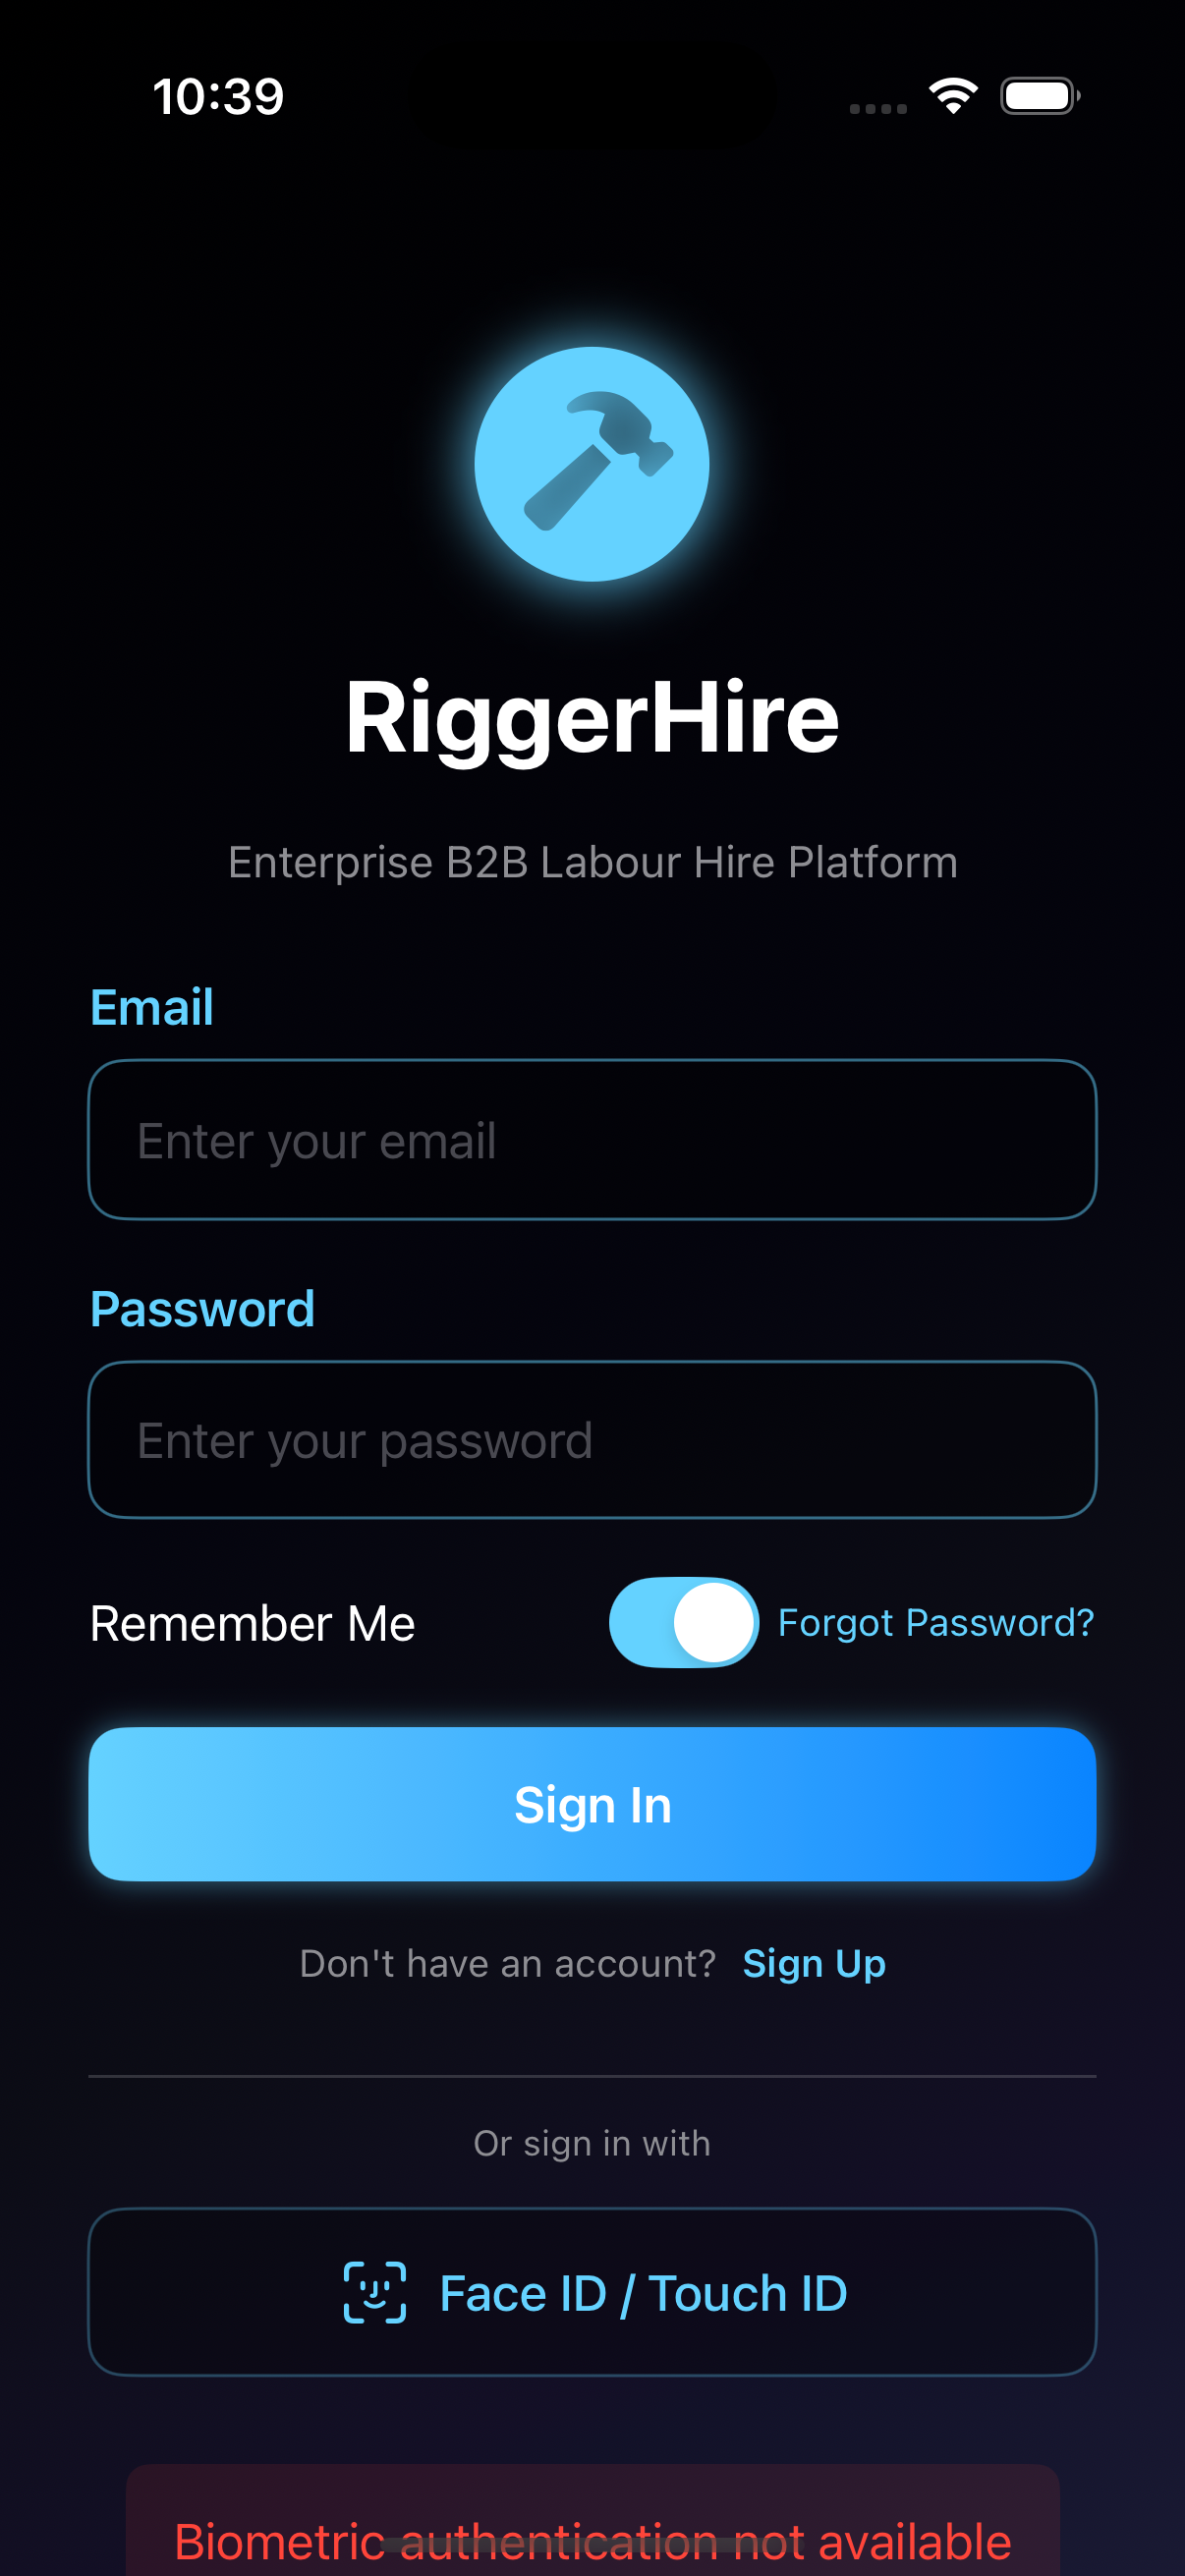 10:39
RiggerHire
Enterprise B2B Labour Hire Platform
Email
Enter your email
Password
Enter your password
Remember Me
Forgot Password?
Sign In
Don't have an account? Sign Up
Or sign in with
Face ID / Touch ID
Biometric authentication not available